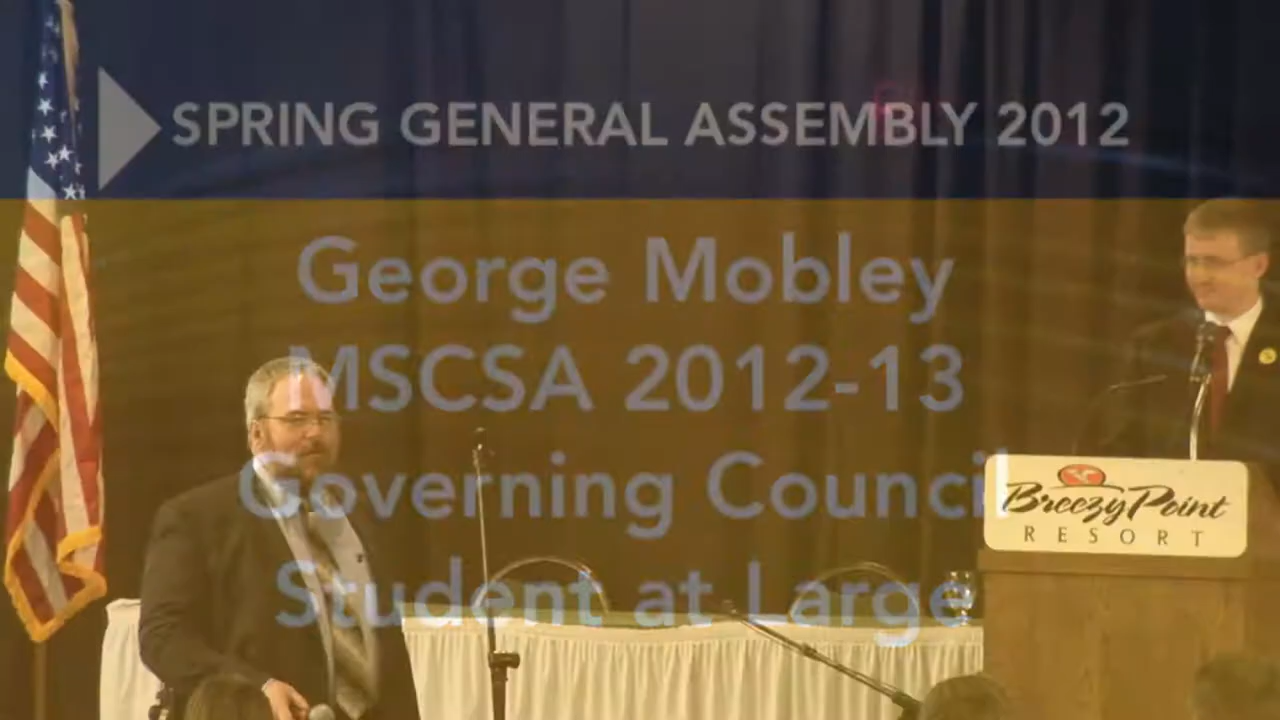 SPRING GENERAL ASSEMBLY 2012
George Mobley
MSCSA 2012-13
Governing Council
Student at Large
Breezy Point
RESORT